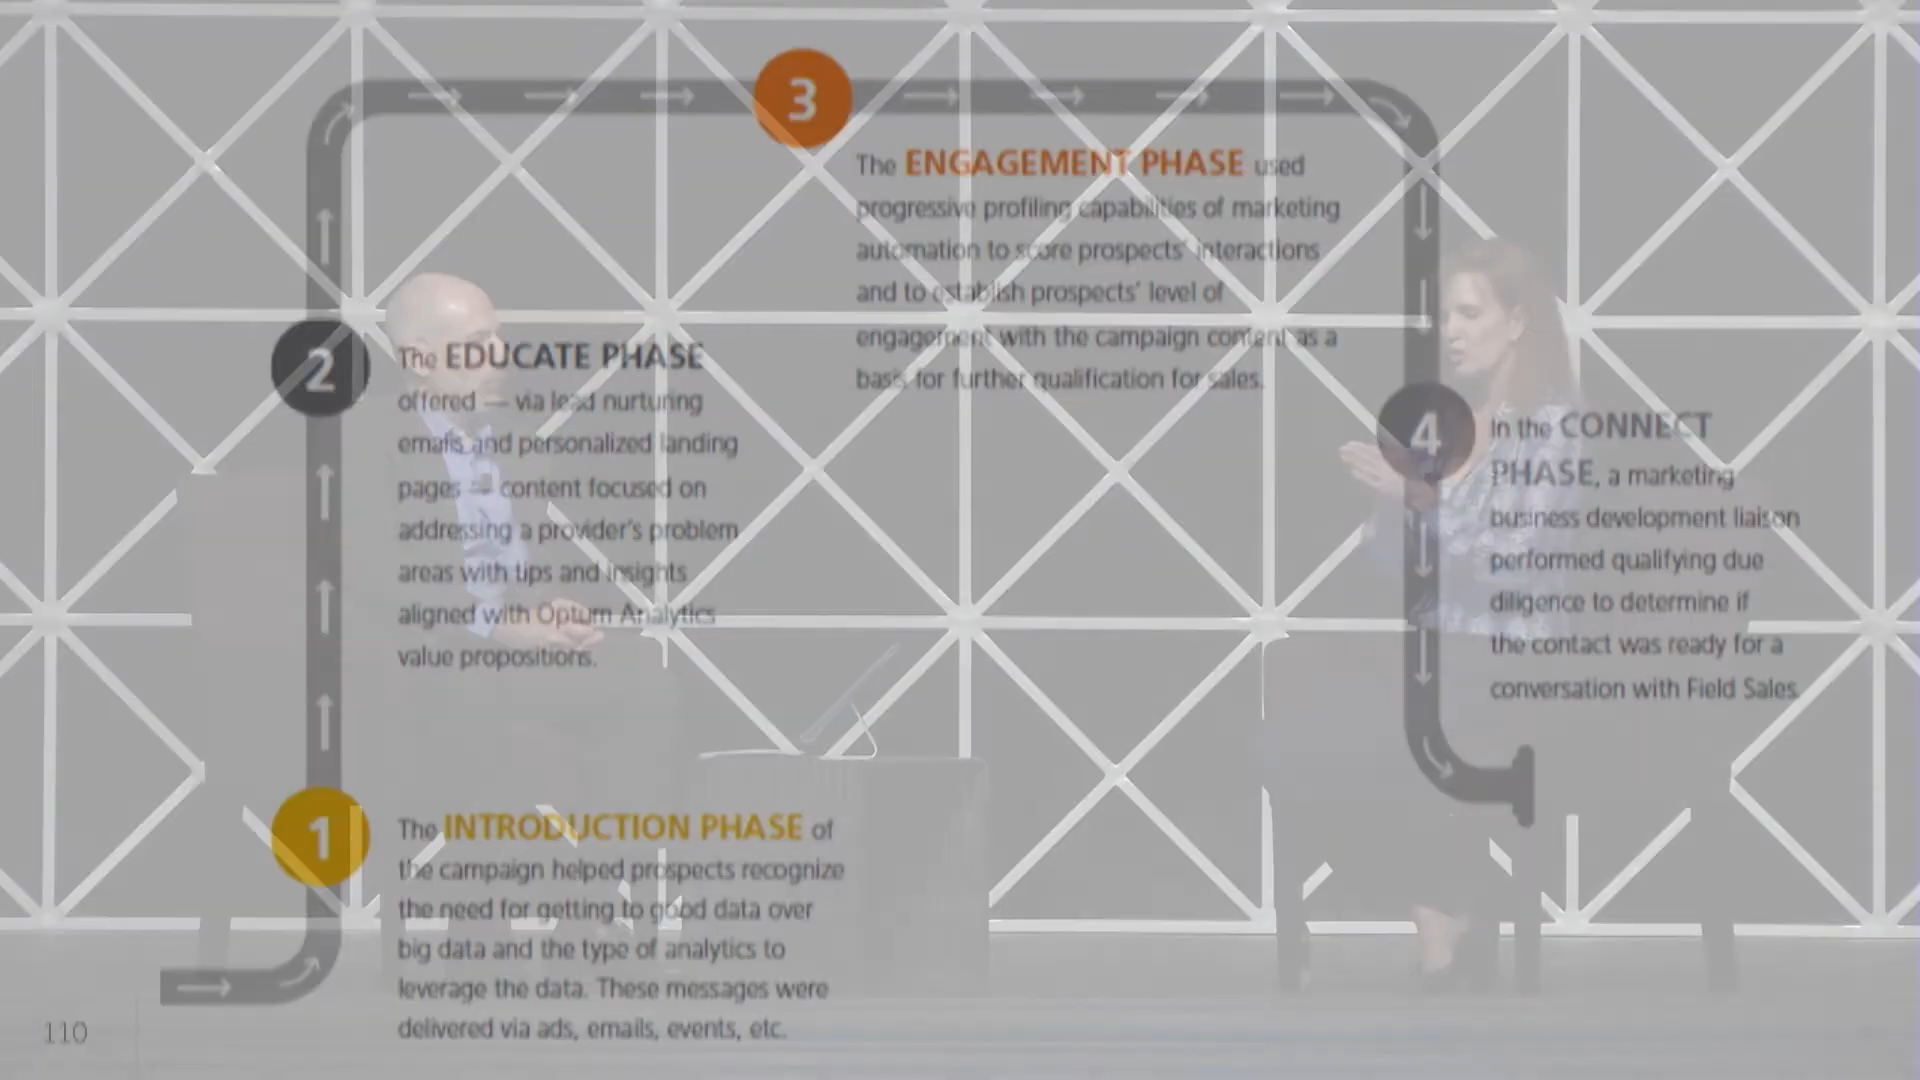 3
The ENGAGEMENT PHASE used
progressive profiling capabilities of marketing
automation to score prospects' interactions
and to establish prospects' level of
engagement with the campaign content as a
basis for further qualification for sales.
2
The EDUCATE PHASE
offered — via lead nurturing
emails and personalized landing
pages — content focused on
addressing a provider's problem
areas with tips and insights
aligned with Optum Analytics
value propositions.
4
In the CONNECT
PHASE, a marketing
business development liaison
performed qualifying due
diligence to determine if
the contact was ready for a
conversation with Field Sales.
1
The INTRODUCTION PHASE of
the campaign helped prospects recognize
the need for getting to good data over
big data and the type of analytics to
leverage the data. These messages were
delivered via ads, emails, events, etc.
110